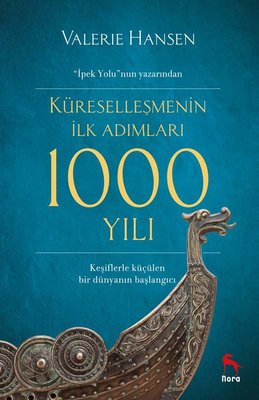 VALERIE HANSEN
“İpek Yolu”nun yazarından
KÜRESELLEŞMENİN
İLK ADIMLARI
1000
YILI
Keşiflerle küçülen
bir dünyanın başlangıcı
Nora